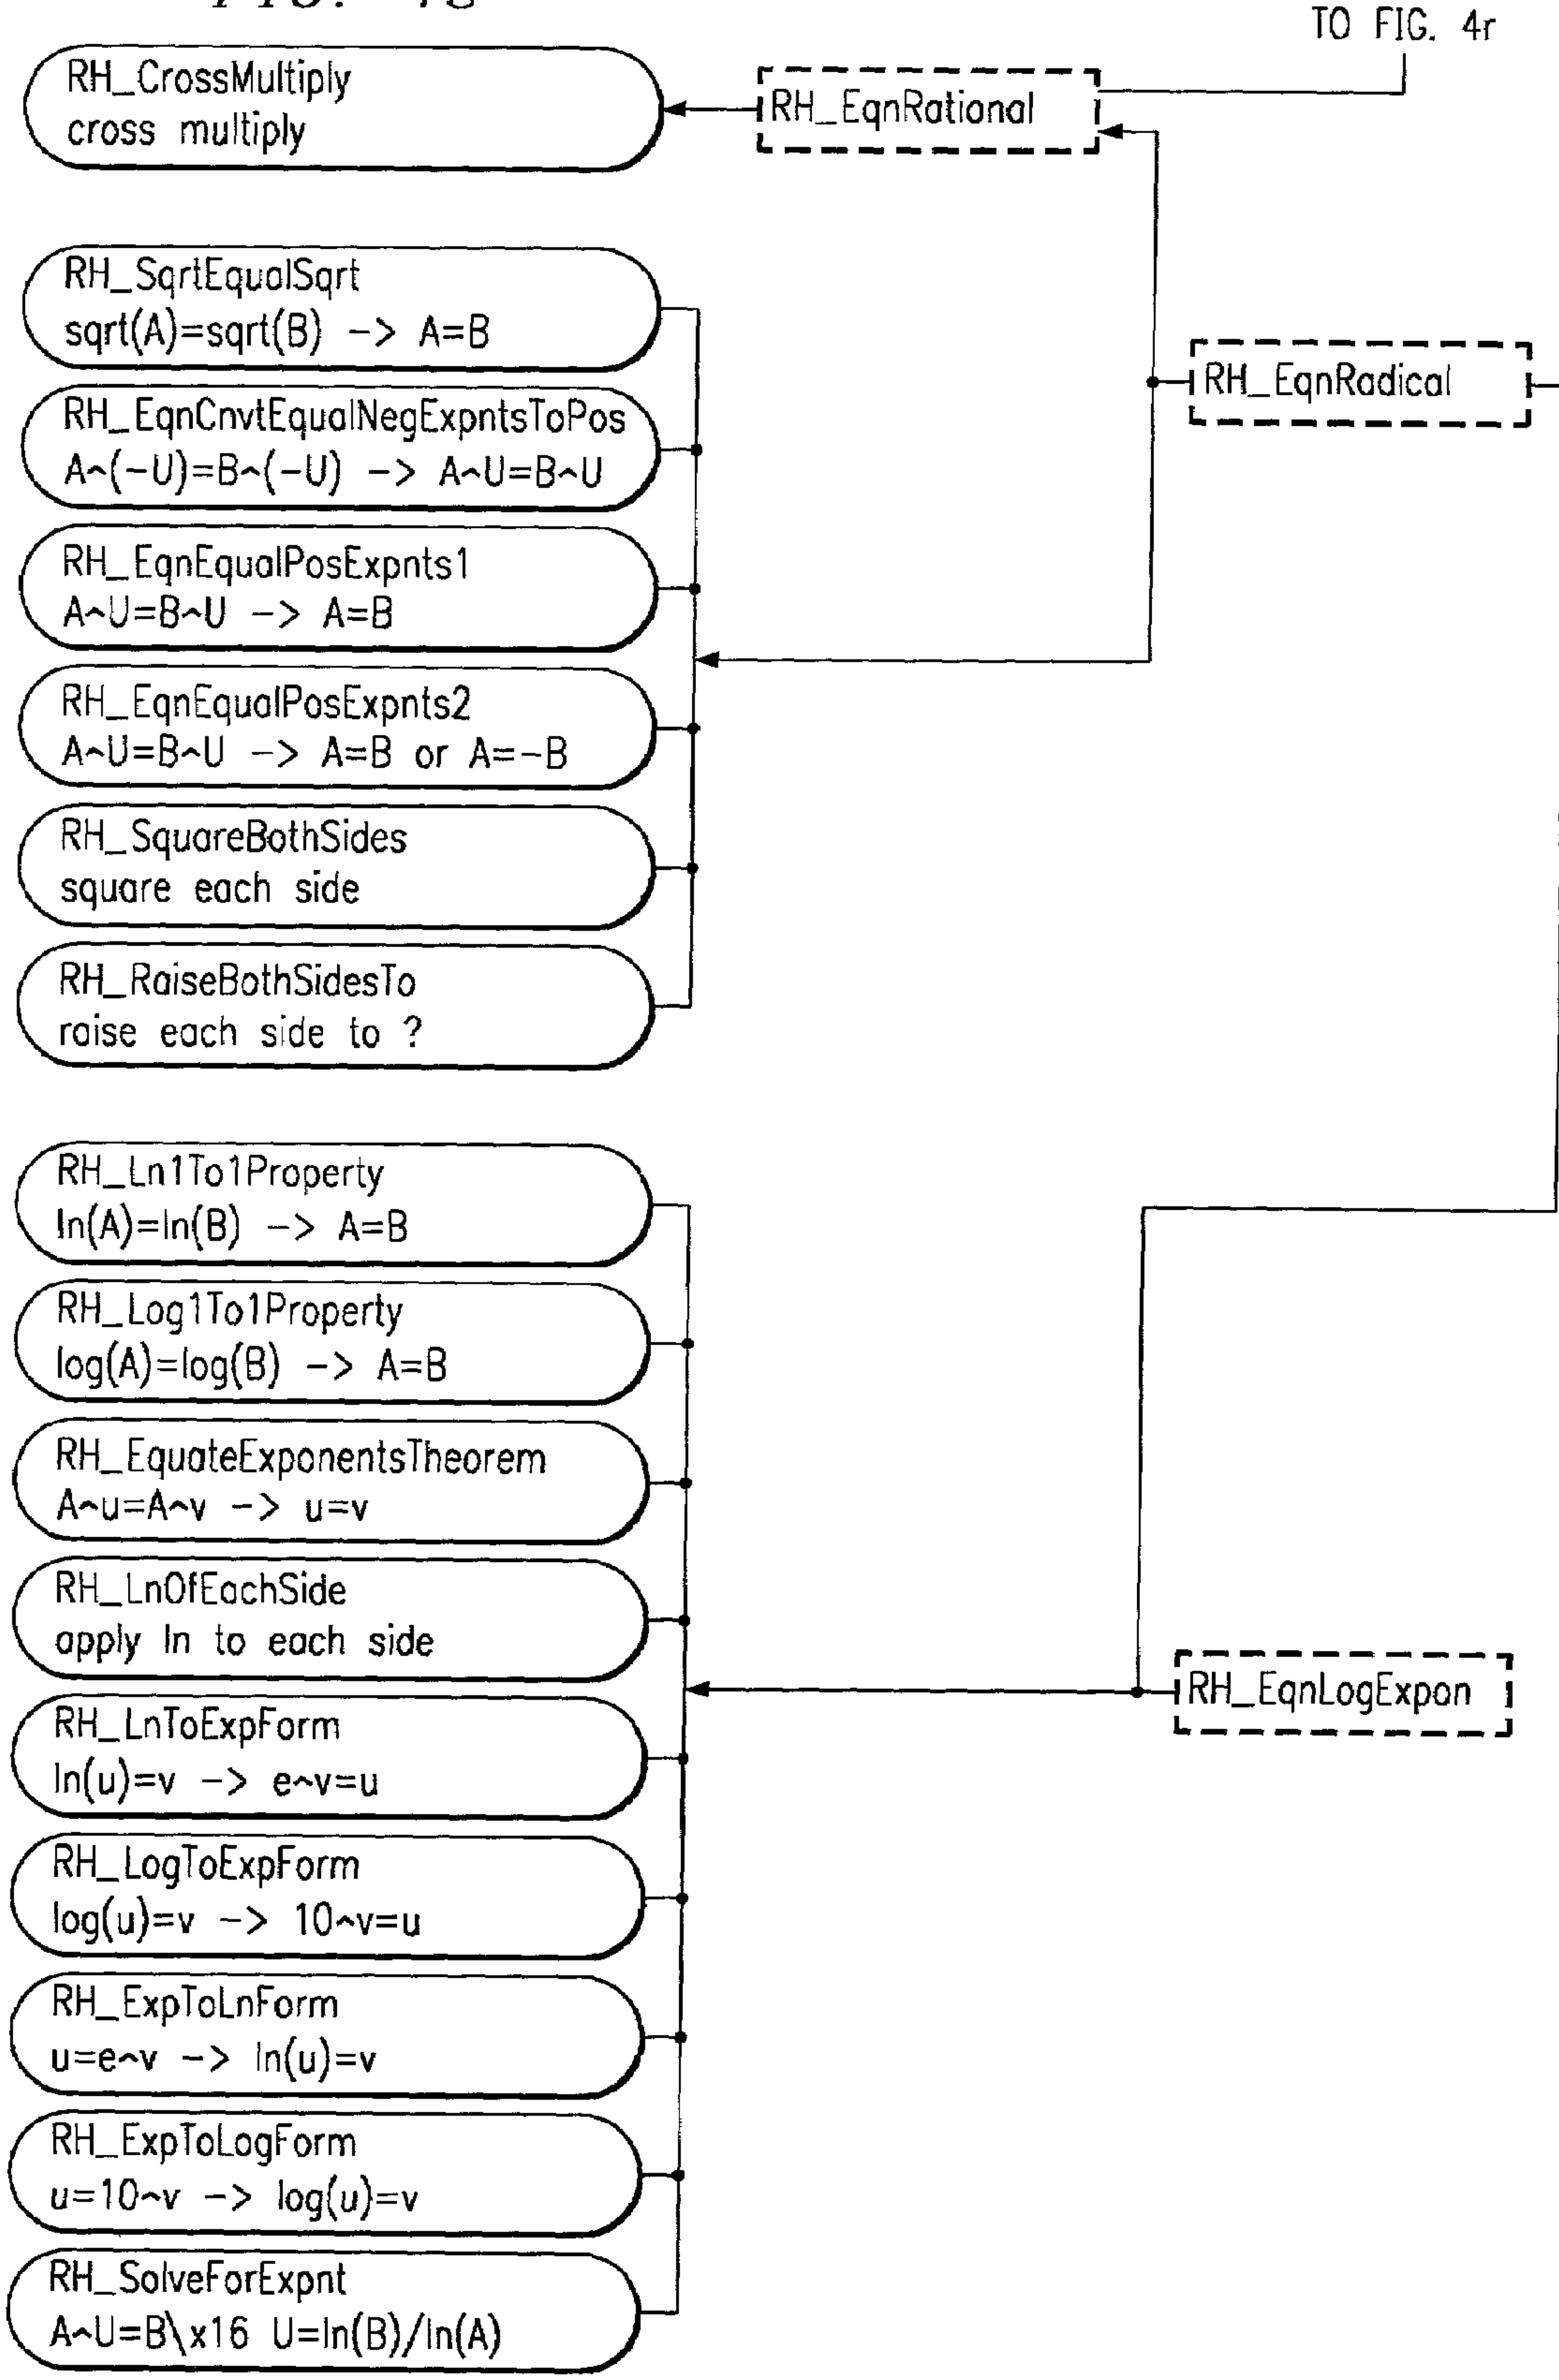 TO FIG. 4r
RH_CrossMultiply
cross multiply
RH_EqnRational
RH_SqrtEqualSqrt
sqrt(A)=sqrt(B) -> A=B
RH_EqnRadical
RH_EqnCnvtEqualNegExpntsToPos
A^(-U)=B^(-U) -> A^U=B^U
RH_EqnEqualPosExpnts1
A^U=B^U -> A=B
RH_EqnEqualPosExpnts2
A^U=B^U -> A=B or A=-B
RH_SquareBothSides
square each side
RH_RaiseBothSidesTo
raise each side to ?
RH_Ln1To1Property
ln(A)=ln(B) -> A=B
RH_Log1To1Property
log(A)=log(B) -> A=B
RH_EquateExponentsTheorem
A^u=A^v -> u=v
RH_LnOfEachSide
apply ln to each side
RH_EqnLogExpon
RH_LnToExpForm
ln(u)=v -> e^v=u
RH_LogToExpForm
log(u)=v -> 10^v=u
RH_ExpToLnForm
u=e^v -> ln(u)=v
RH_ExpToLogForm
u=10^v -> log(u)=v
RH_SolveForExpnt
A^U=B\x16 U=ln(B)/ln(A)